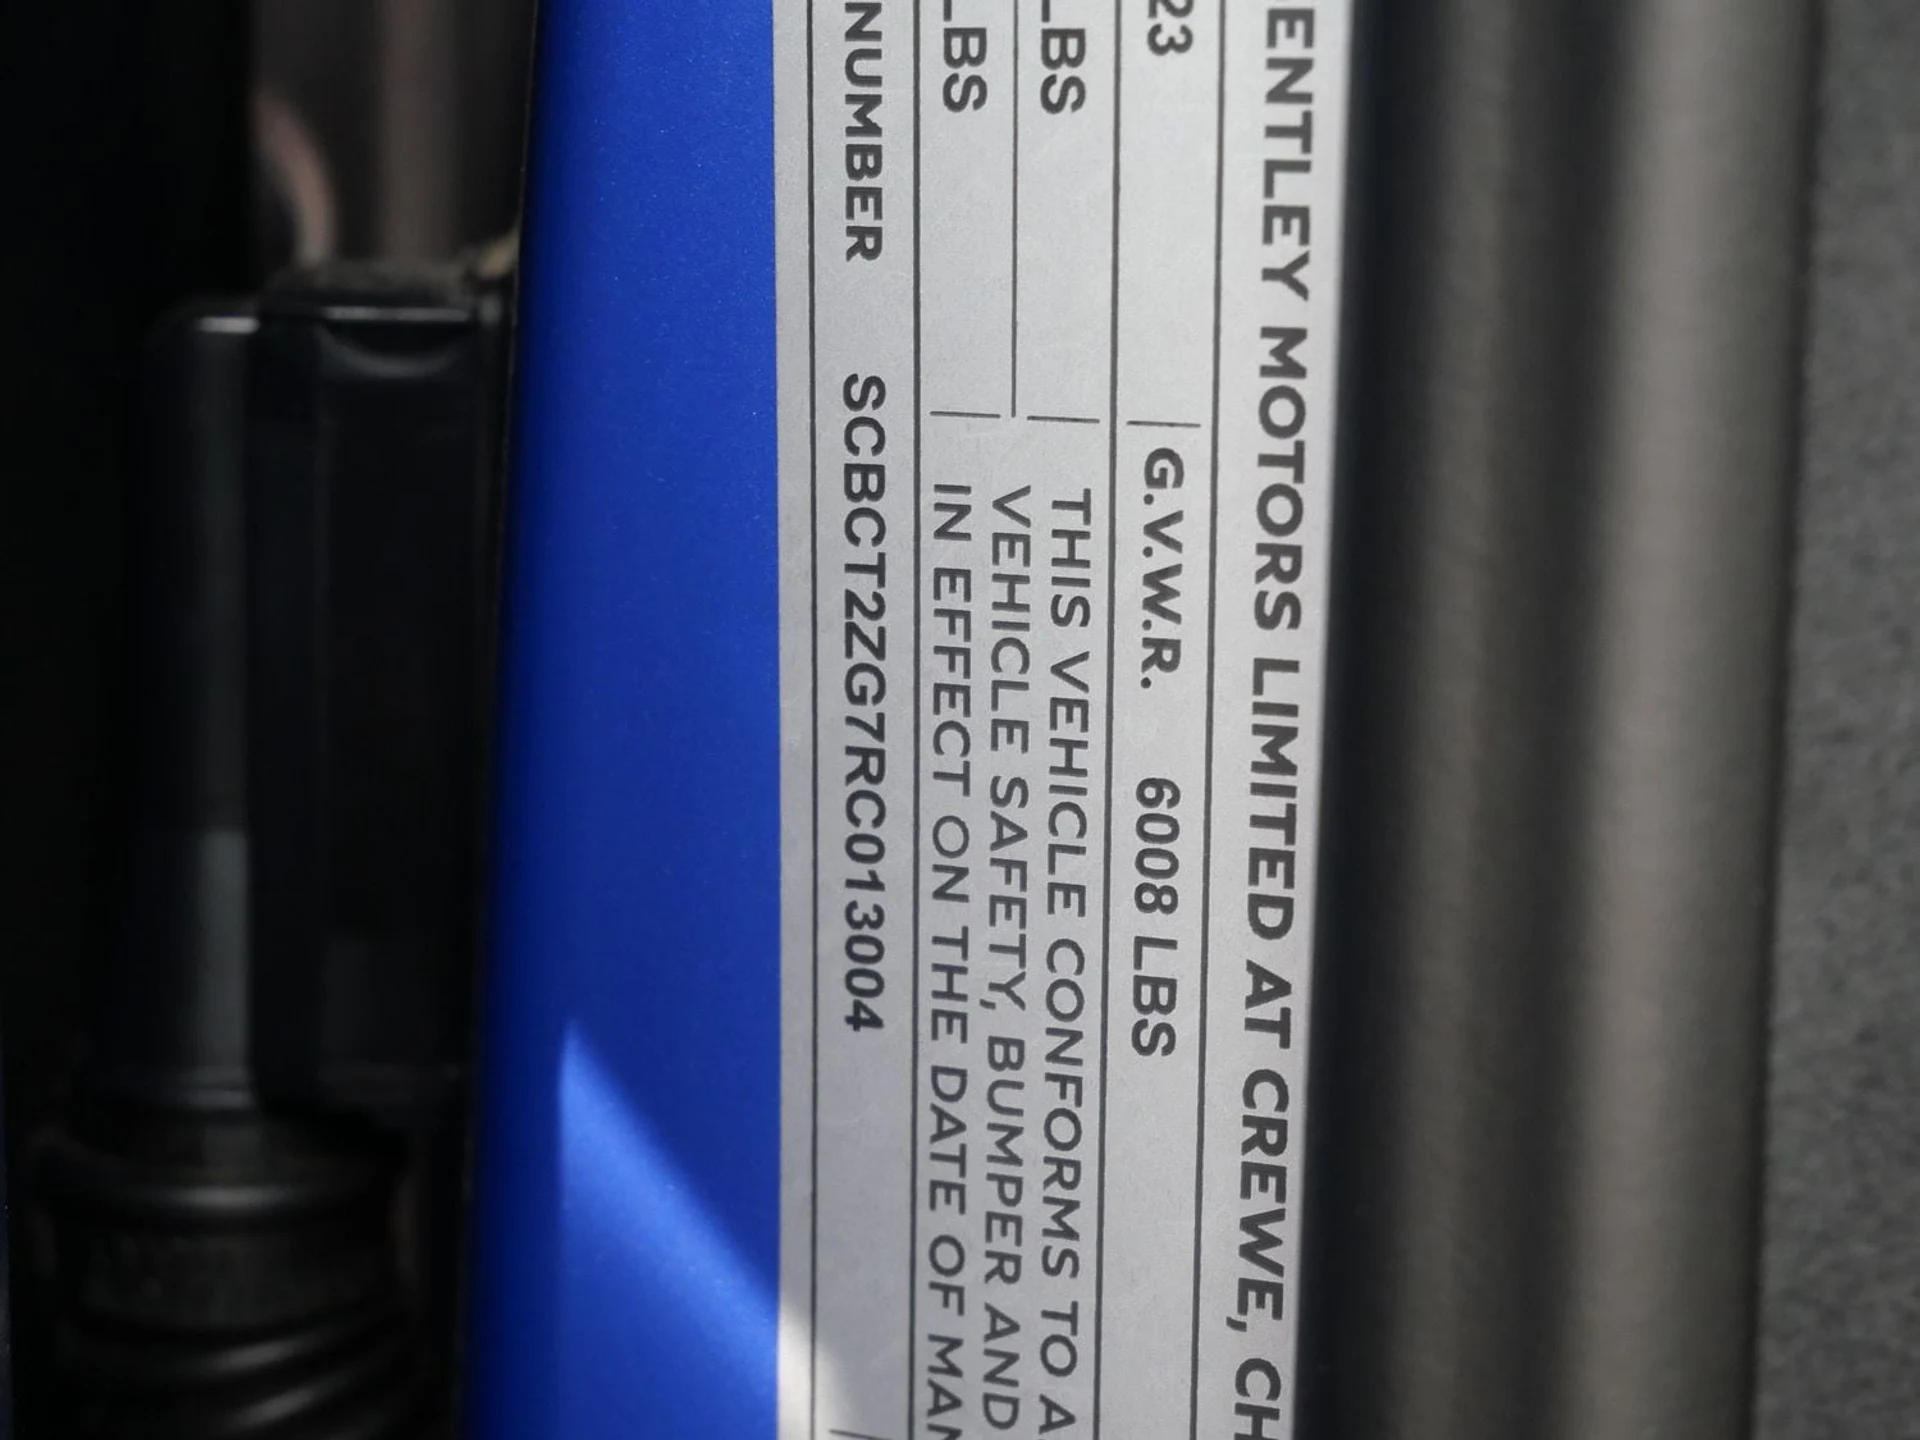 ENTLEY MOTORS LIMITED AT CREWE, CH
23 G.V.W.R. 6008 LBS
LBS THIS VEHICLE CONFORMS TO A
VEHICLE SAFETY, BUMPER AND
LBS IN EFFECT ON THE DATE OF MAN
NUMBER SCBCT2ZG7RC013004